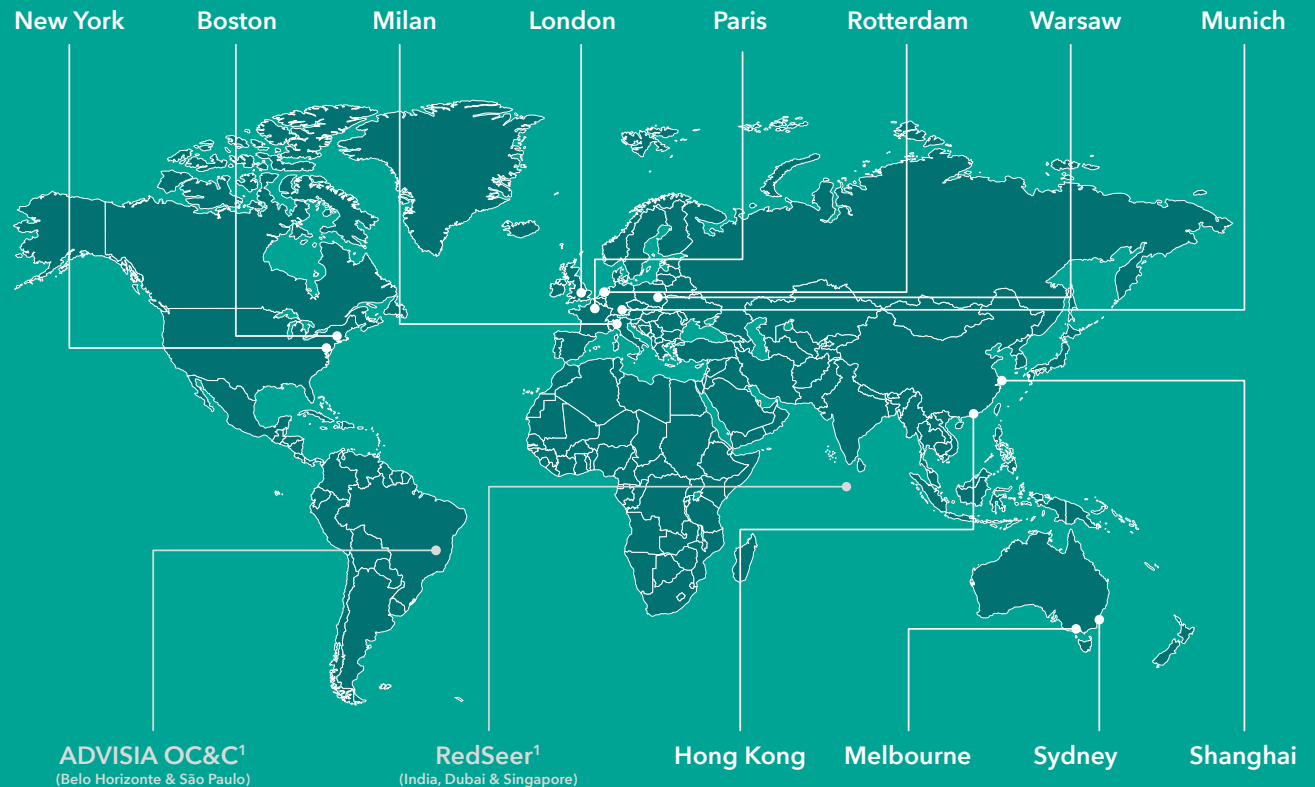 New York
Boston
Milan
London
Paris
Rotterdam
Warsaw
Munich
ADVISIA OC&C¹
(Belo Horizonte & São Paulo)
RedSeer¹
(India, Dubai & Singapore)
Hong Kong
Melbourne
Sydney
Shanghai